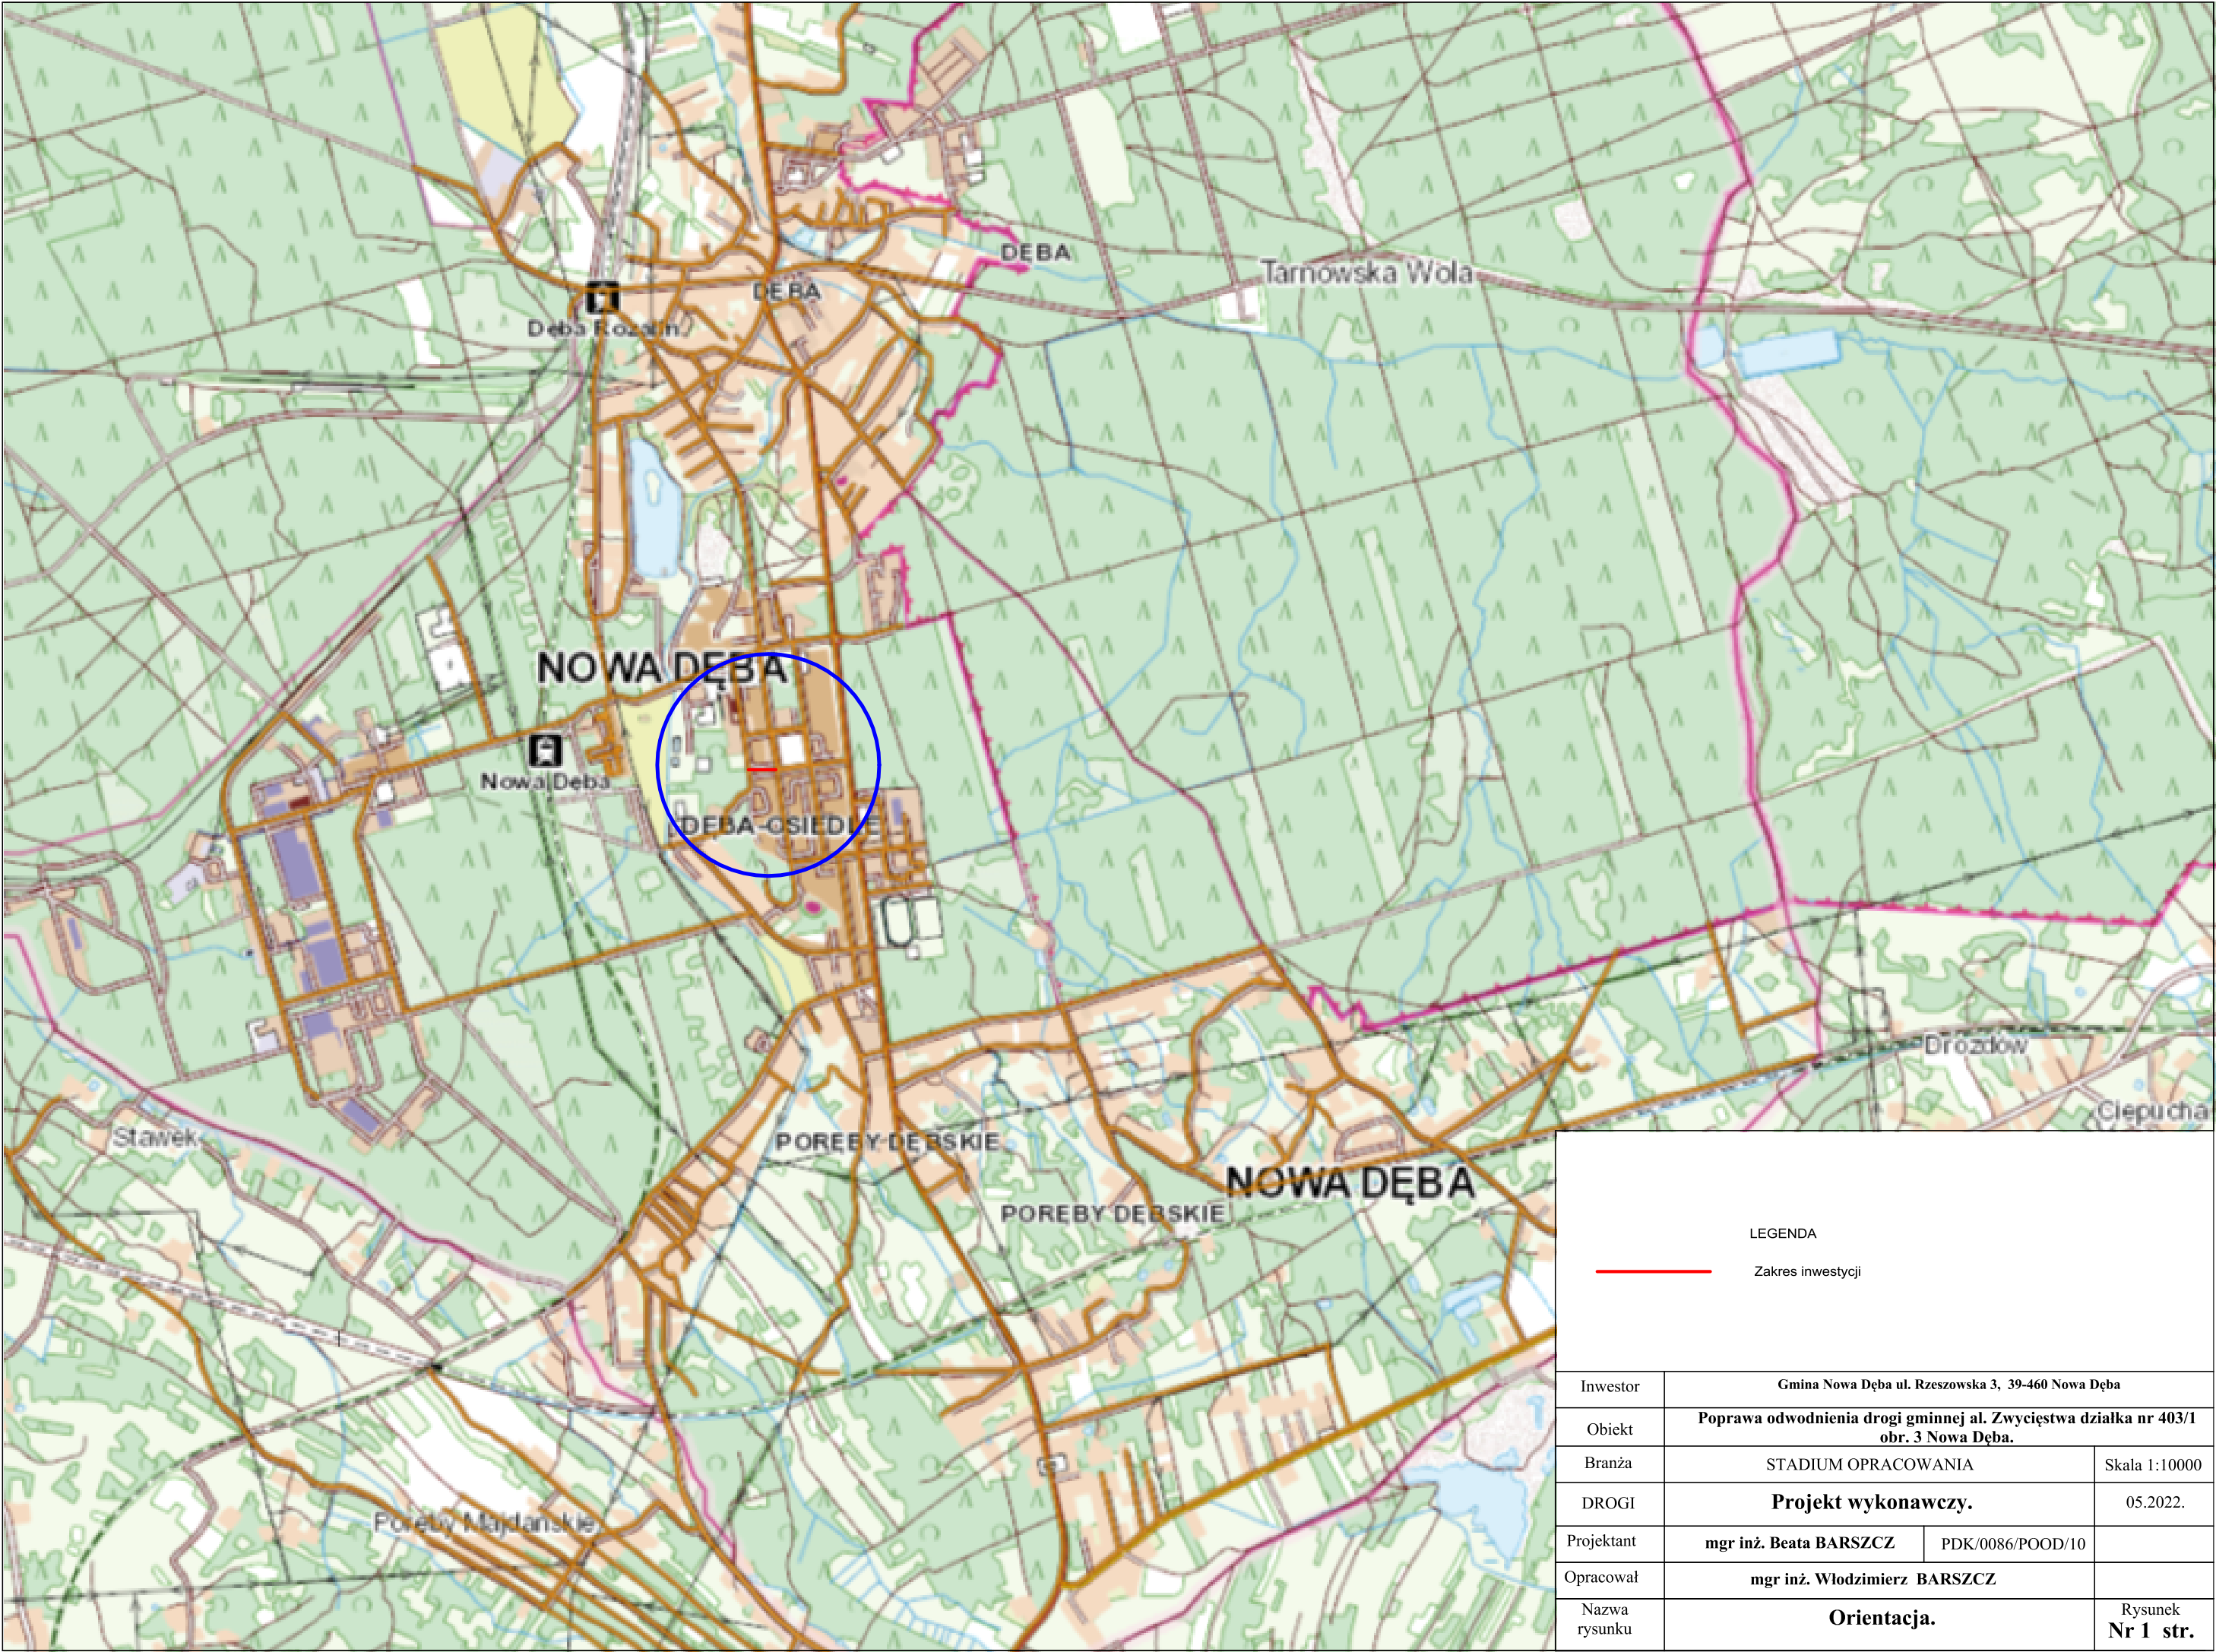 DĘBA
Tarnowska Wola
DĘBA
Dęba Rozalin
NOWA DĘBA
Nowa Dęba
DĘBA-OSIEDLE
Drozdów
Ciepucha
Stawek
PORĘBY DĘBSKIE
NOWA DĘBA
PORĘBY DĘBSKIE
Poręby Majdańskie
LEGENDA
Zakres inwestycji
Inwestor Gmina Nowa Dęba ul. Rzeszowska 3, 39-460 Nowa Dęba
Obiekt Poprawa odwodnienia drogi gminnej al. Zwycięstwa działka nr 403/1
obr. 3 Nowa Dęba.
Branża STADIUM OPRACOWANIA Skala 1:10000
DROGI Projekt wykonawczy. 05.2022.
Projektant mgr inż. Beata BARSZCZ PDK/0086/POOD/10
Opracował mgr inż. Włodzimierz BARSZCZ
Nazwa
rysunku Orientacja.
Rysunek
Nr 1 str.